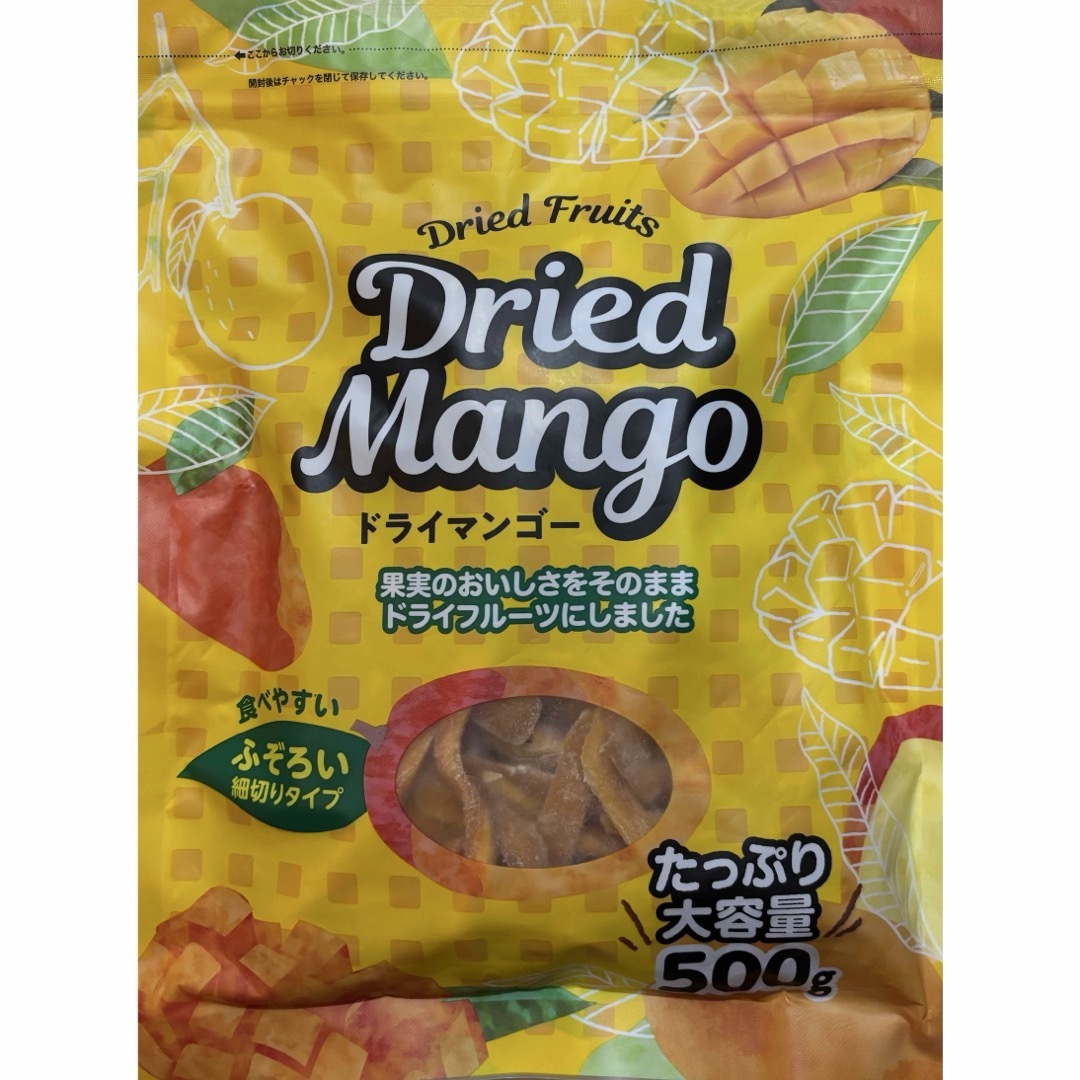 ←ここからお切りください。
開封後はチャックを閉じて保存してください。
Dried Fruits
Dried
Mango
ドライマンゴー
果実のおいしさをそのまま
ドライフルーツにしました
食べやすい
ふぞろい
細切りタイプ
たっぷり
大容量
500g